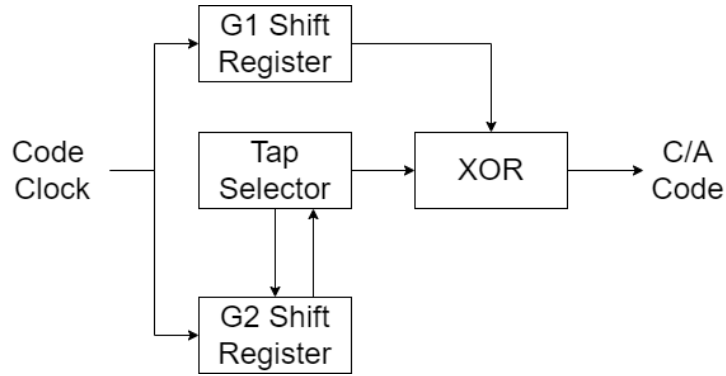 G1 Shift
Register
Code
Clock
Tap
Selector
XOR
C/A
Code
G2 Shift
Register